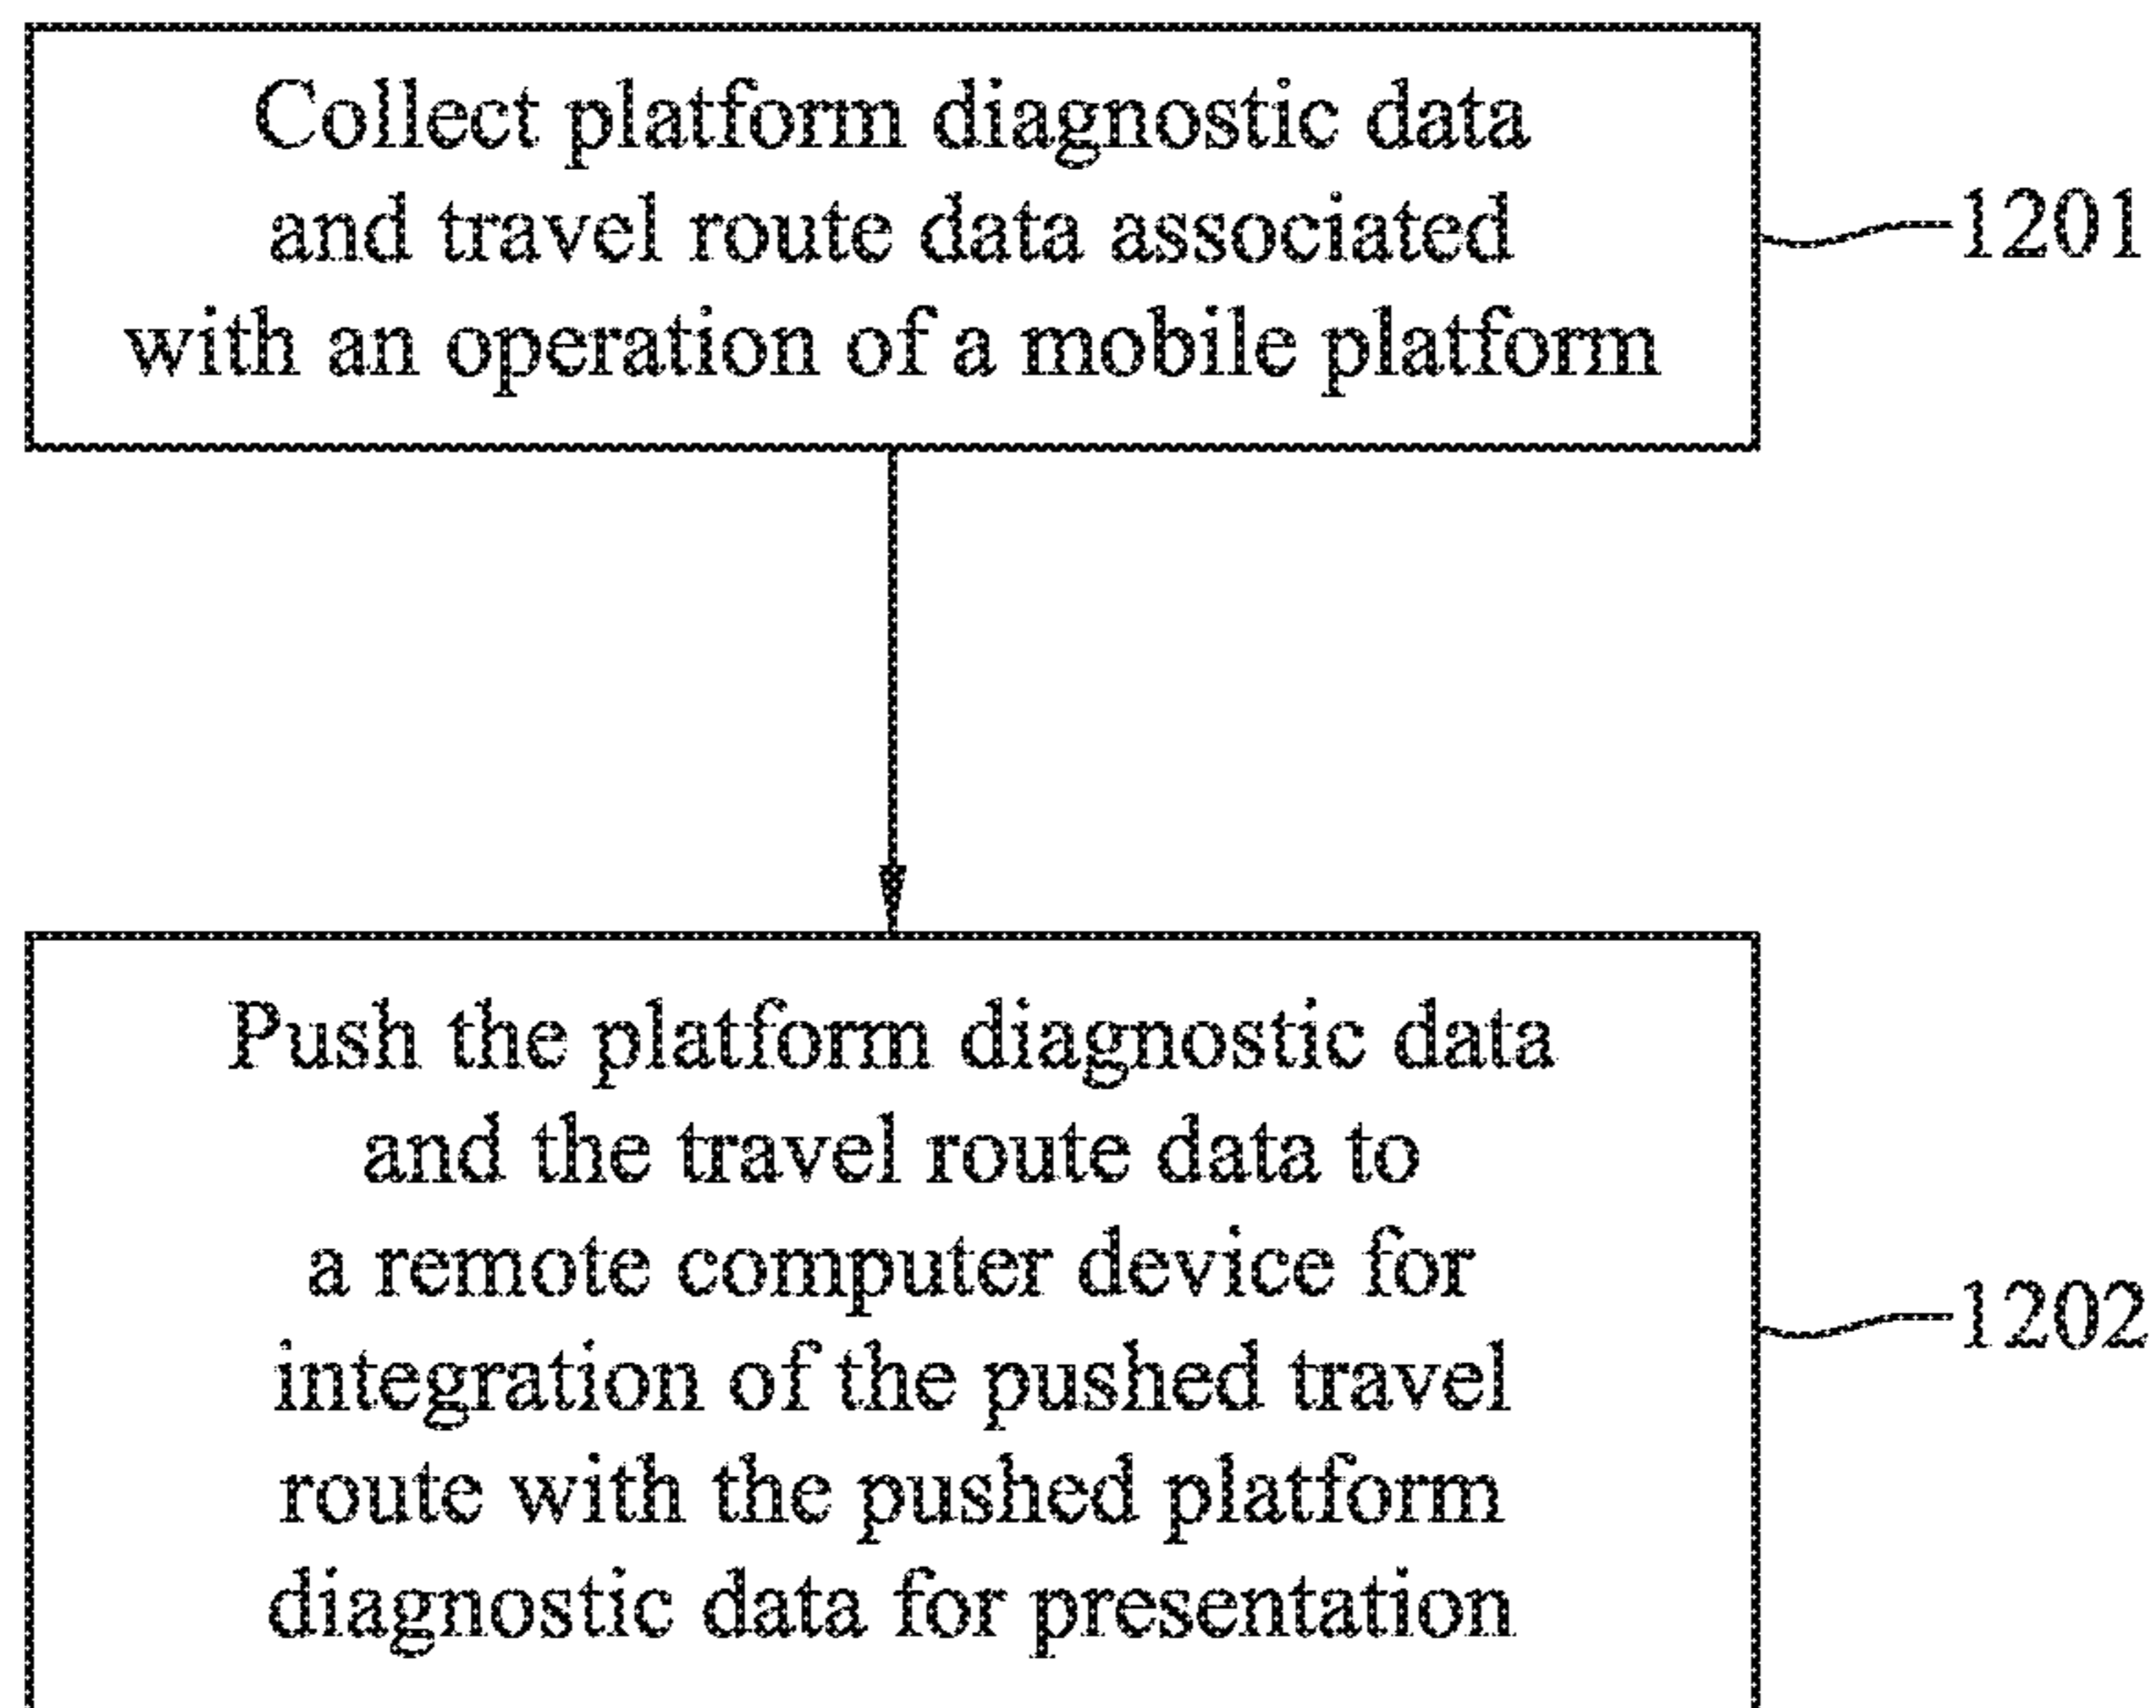 Collect platform diagnostic data
and travel route data associated
with an operation of a mobile platform
1201
Push the platform diagnostic data
and the travel route data to
a remote computer device for
integration of the pushed travel
route with the pushed platform
diagnostic data for presentation
1202